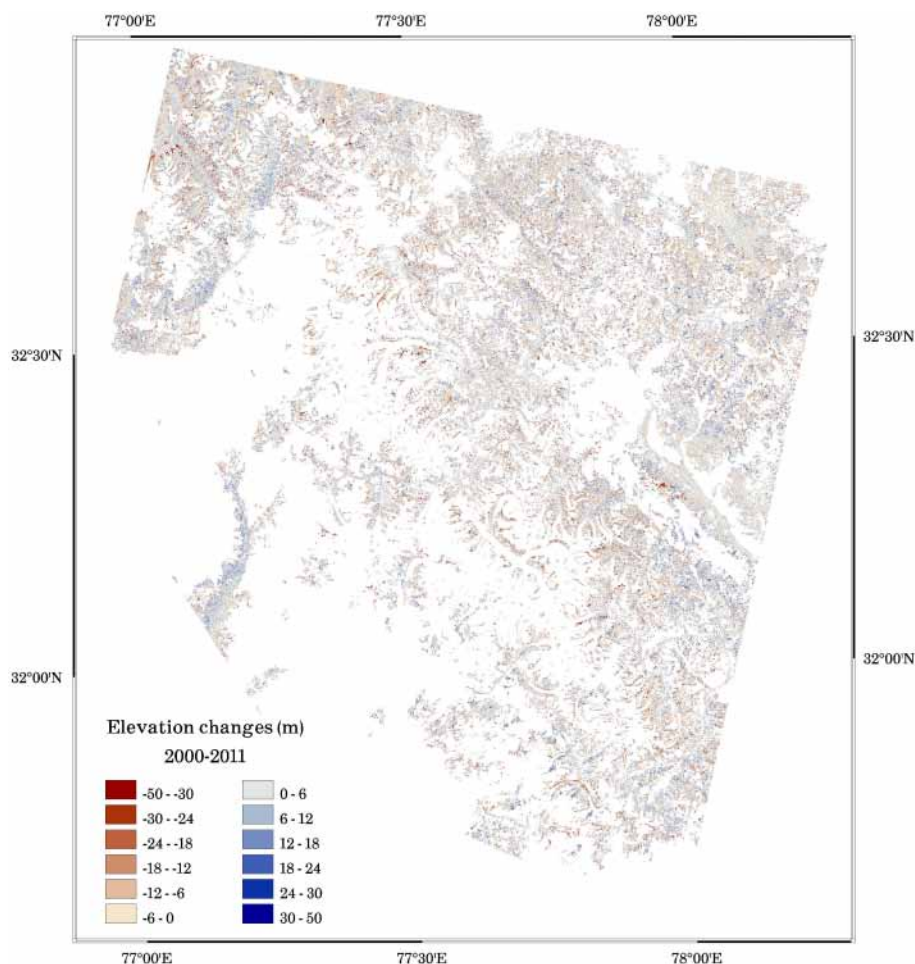 77°00'E 77°30'E 78°00'E
32°30'N 32°30'N
32°00'N 32°00'N
Elevation changes (m)
2000-2011
-50 - -30 0 - 6
-30 - -24 6 - 12
-24 - -18 12 - 18
-18 - -12 18 - 24
-12 - -6 24 - 30
-6 - 0 30 - 50
77°00'E 77°30'E 78°00'E